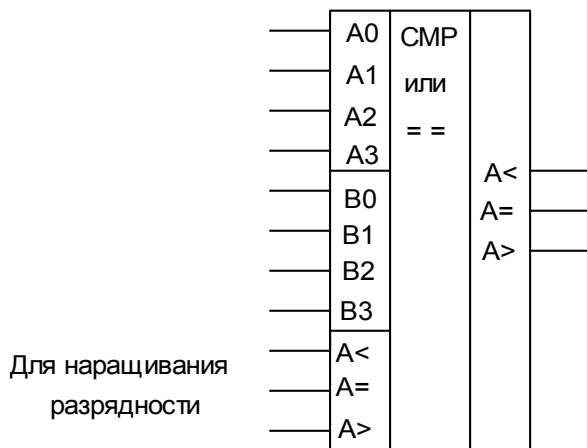 A0
A1
A2
A3
B0
B1
B2
B3
A<
A=
A>
CMP
или
= =
A<
A=
A>
Для наращивания
разрядности